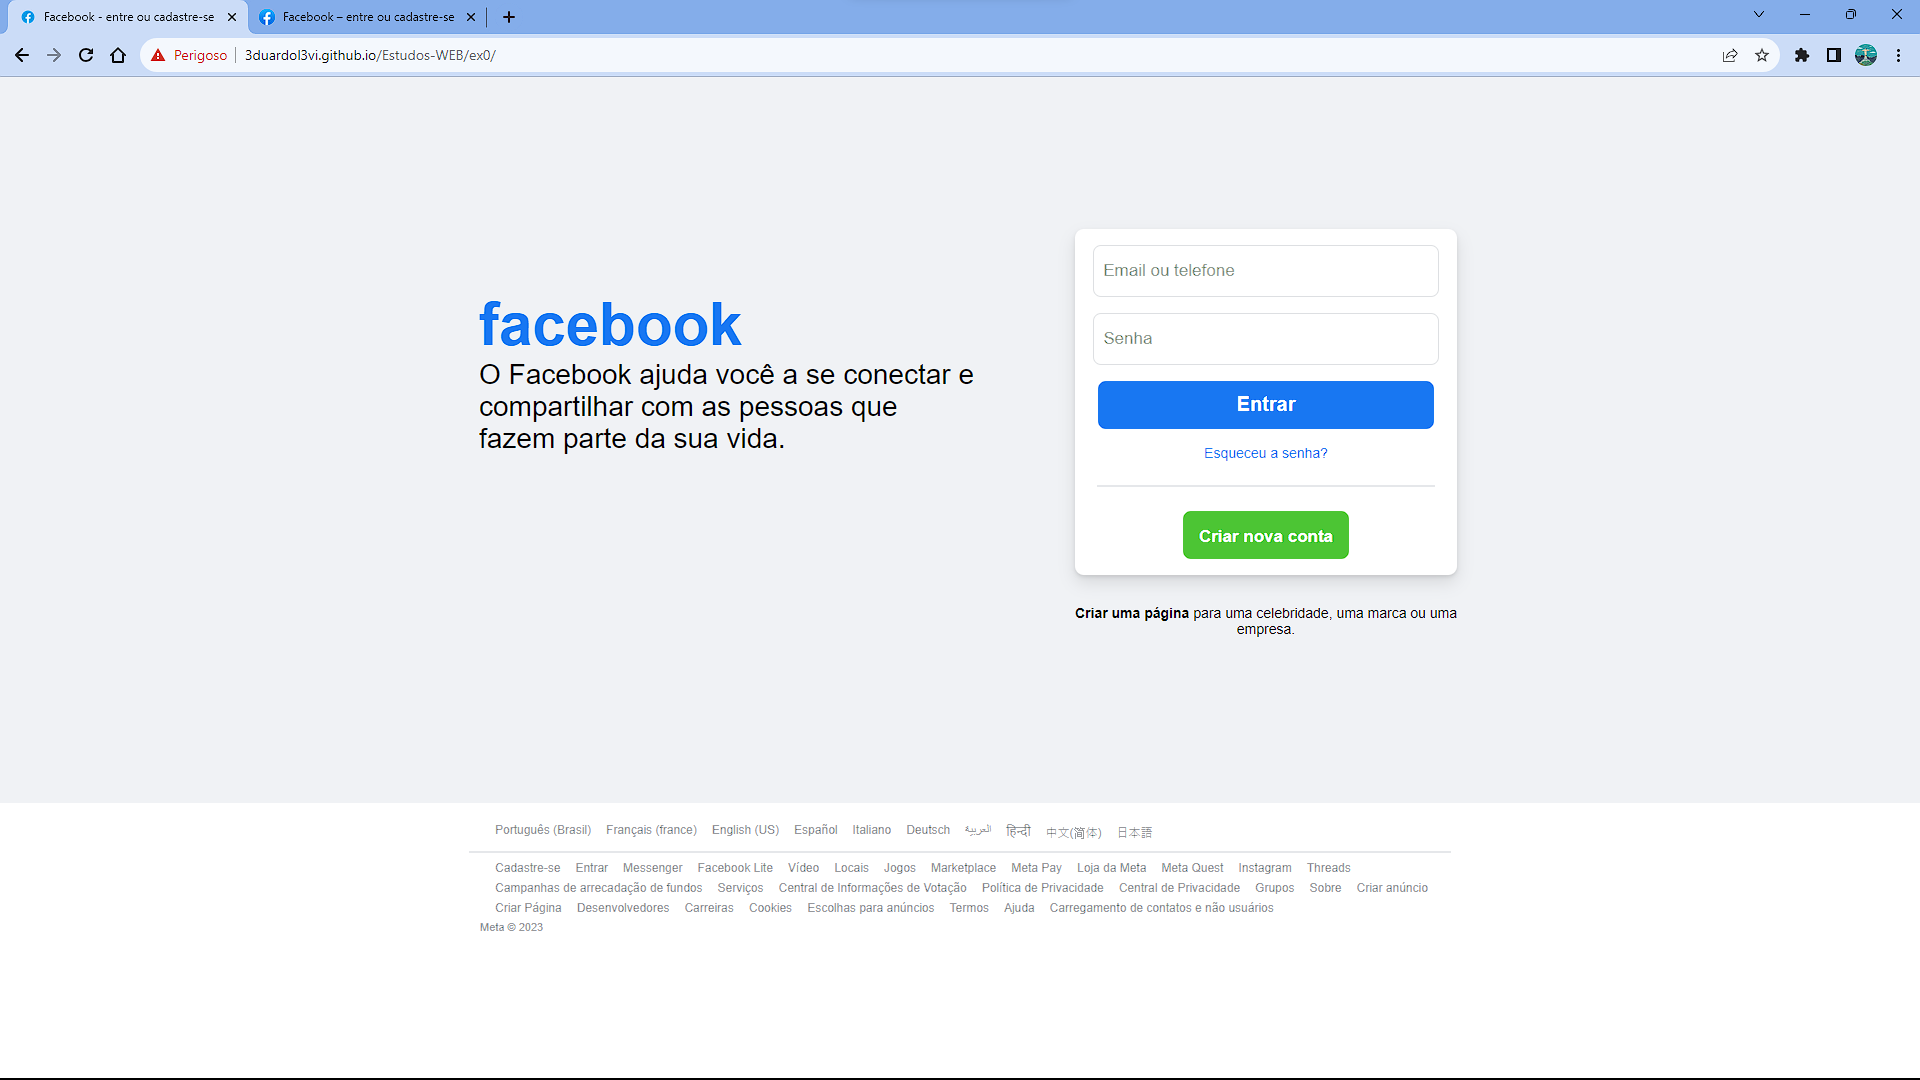 Facebook - entre ou cadastre-se
Facebook – entre ou cadastre-se
Perigoso
3duardol3vi.github.io/Estudos-WEB/ex0/
facebook
O Facebook ajuda você a se conectar e
compartilhar com as pessoas que
fazem parte da sua vida.
Email ou telefone
Senha
Entrar
Esqueceu a senha?
Criar nova conta
Criar uma página para uma celebridade, uma marca ou uma
empresa.
Português (Brasil) Français (france) English (US) Español Italiano Deutsch العربية हिन्दी 中文(简体) 日本語
Cadastre-se Entrar Messenger Facebook Lite Vídeo Locais Jogos Marketplace Meta Pay Loja da Meta Meta Quest Instagram Threads
Campanhas de arrecadação de fundos Serviços Central de Informações de Votação Política de Privacidade Central de Privacidade Grupos Sobre Criar anúncio
Criar Página Desenvolvedores Carreiras Cookies Escolhas para anúncios Termos Ajuda Carregamento de contatos e não usuários
Meta © 2023